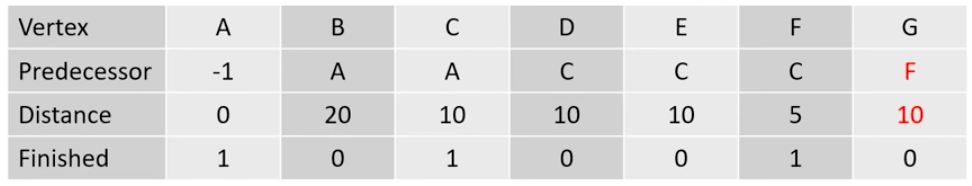 Vertex A B C D E F G
Predecessor -1 A A C C C F
Distance 0 20 10 10 10 5 10
Finished 1 0 1 0 0 1 0